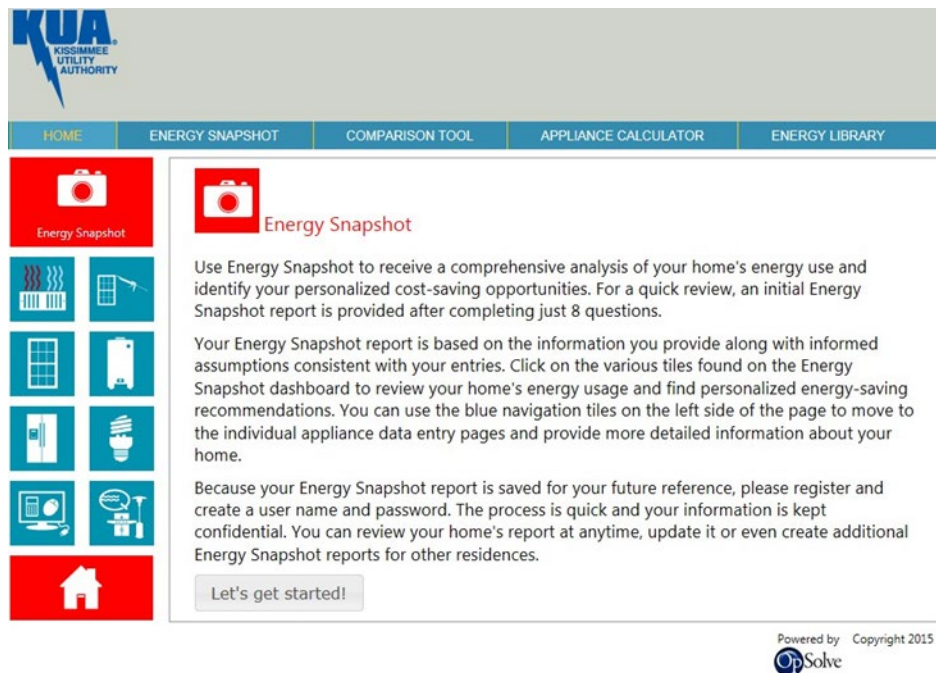 KUA
KISSIMMEE
UTILITY
AUTHORITY
HOME
ENERGY SNAPSHOT
COMPARISON TOOL
APPLIANCE CALCULATOR
ENERGY LIBRARY
Energy Snapshot
Energy Snapshot
Use Energy Snapshot to receive a comprehensive analysis of your home's energy use and
identify your personalized cost-saving opportunities. For a quick review, an initial Energy
Snapshot report is provided after completing just 8 questions.
Your Energy Snapshot report is based on the information you provide along with informed
assumptions consistent with your entries. Click on the various tiles found on the Energy
Snapshot dashboard to review your home's energy usage and find personalized energy-saving
recommendations. You can use the blue navigation tiles on the left side of the page to move to
the individual appliance data entry pages and provide more detailed information about your
home.
Because your Energy Snapshot report is saved for your future reference, please register and
create a user name and password. The process is quick and your information is kept
confidential. You can review your home's report at anytime, update it or even create additional
Energy Snapshot reports for other residences.
Let's get started!
Powered by
Copyright 2015
OpSolve